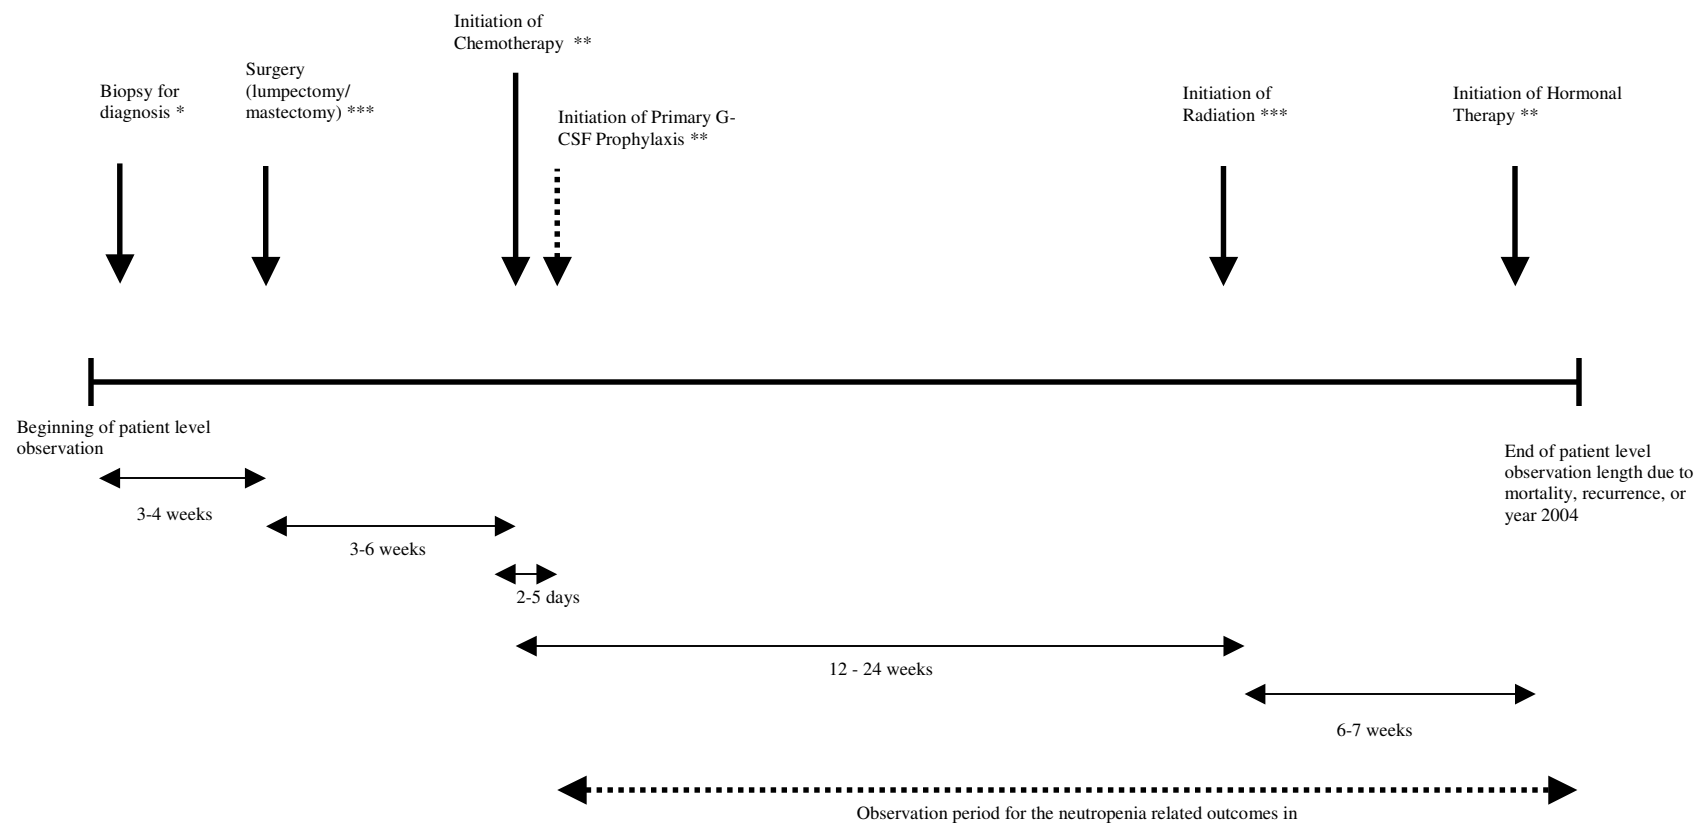 Initiation of
Chemotherapy **
Surgery
(lumpectomy/
mastectomy) ***
Biopsy for
diagnosis *
Initiation of Primary G-
CSF Prophylaxis **
Initiation of
Radiation ***
Initiation of Hormonal
Therapy **
Beginning of patient level
observation
End of patient level
observation length due to
mortality, recurrence, or
year 2004
3-4 weeks
3-6 weeks
2-5 days
12 - 24 weeks
6-7 weeks
Observation period for the neutropenia related outcomes in